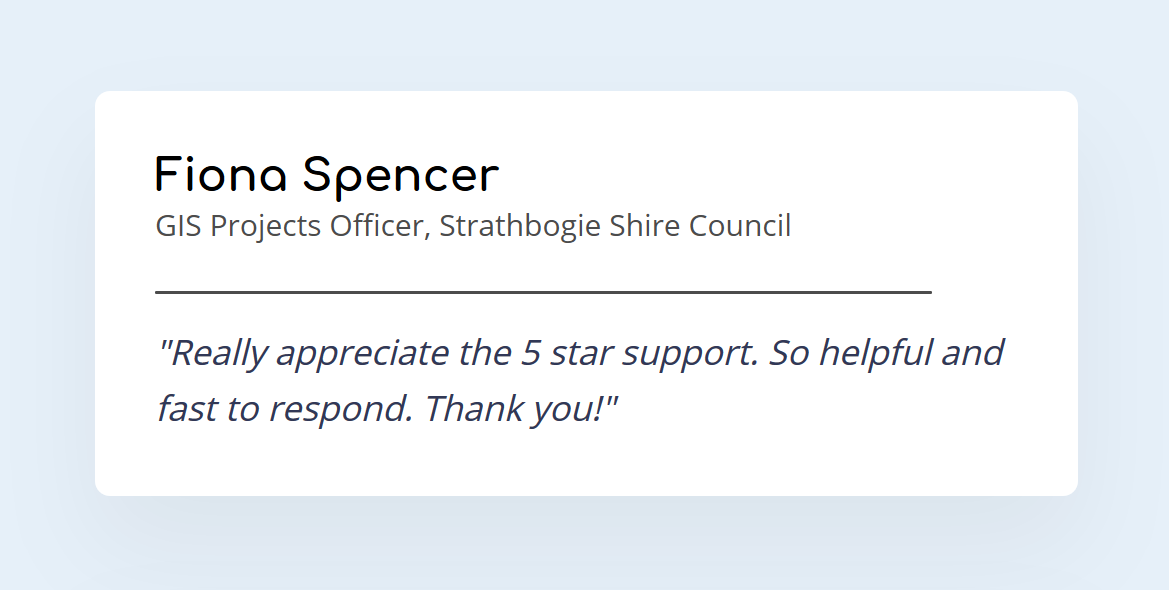 Fiona Spencer
GIS Projects Officer, Strathbogie Shire Council
"Really appreciate the 5 star support. So helpful and
fast to respond. Thank you!"